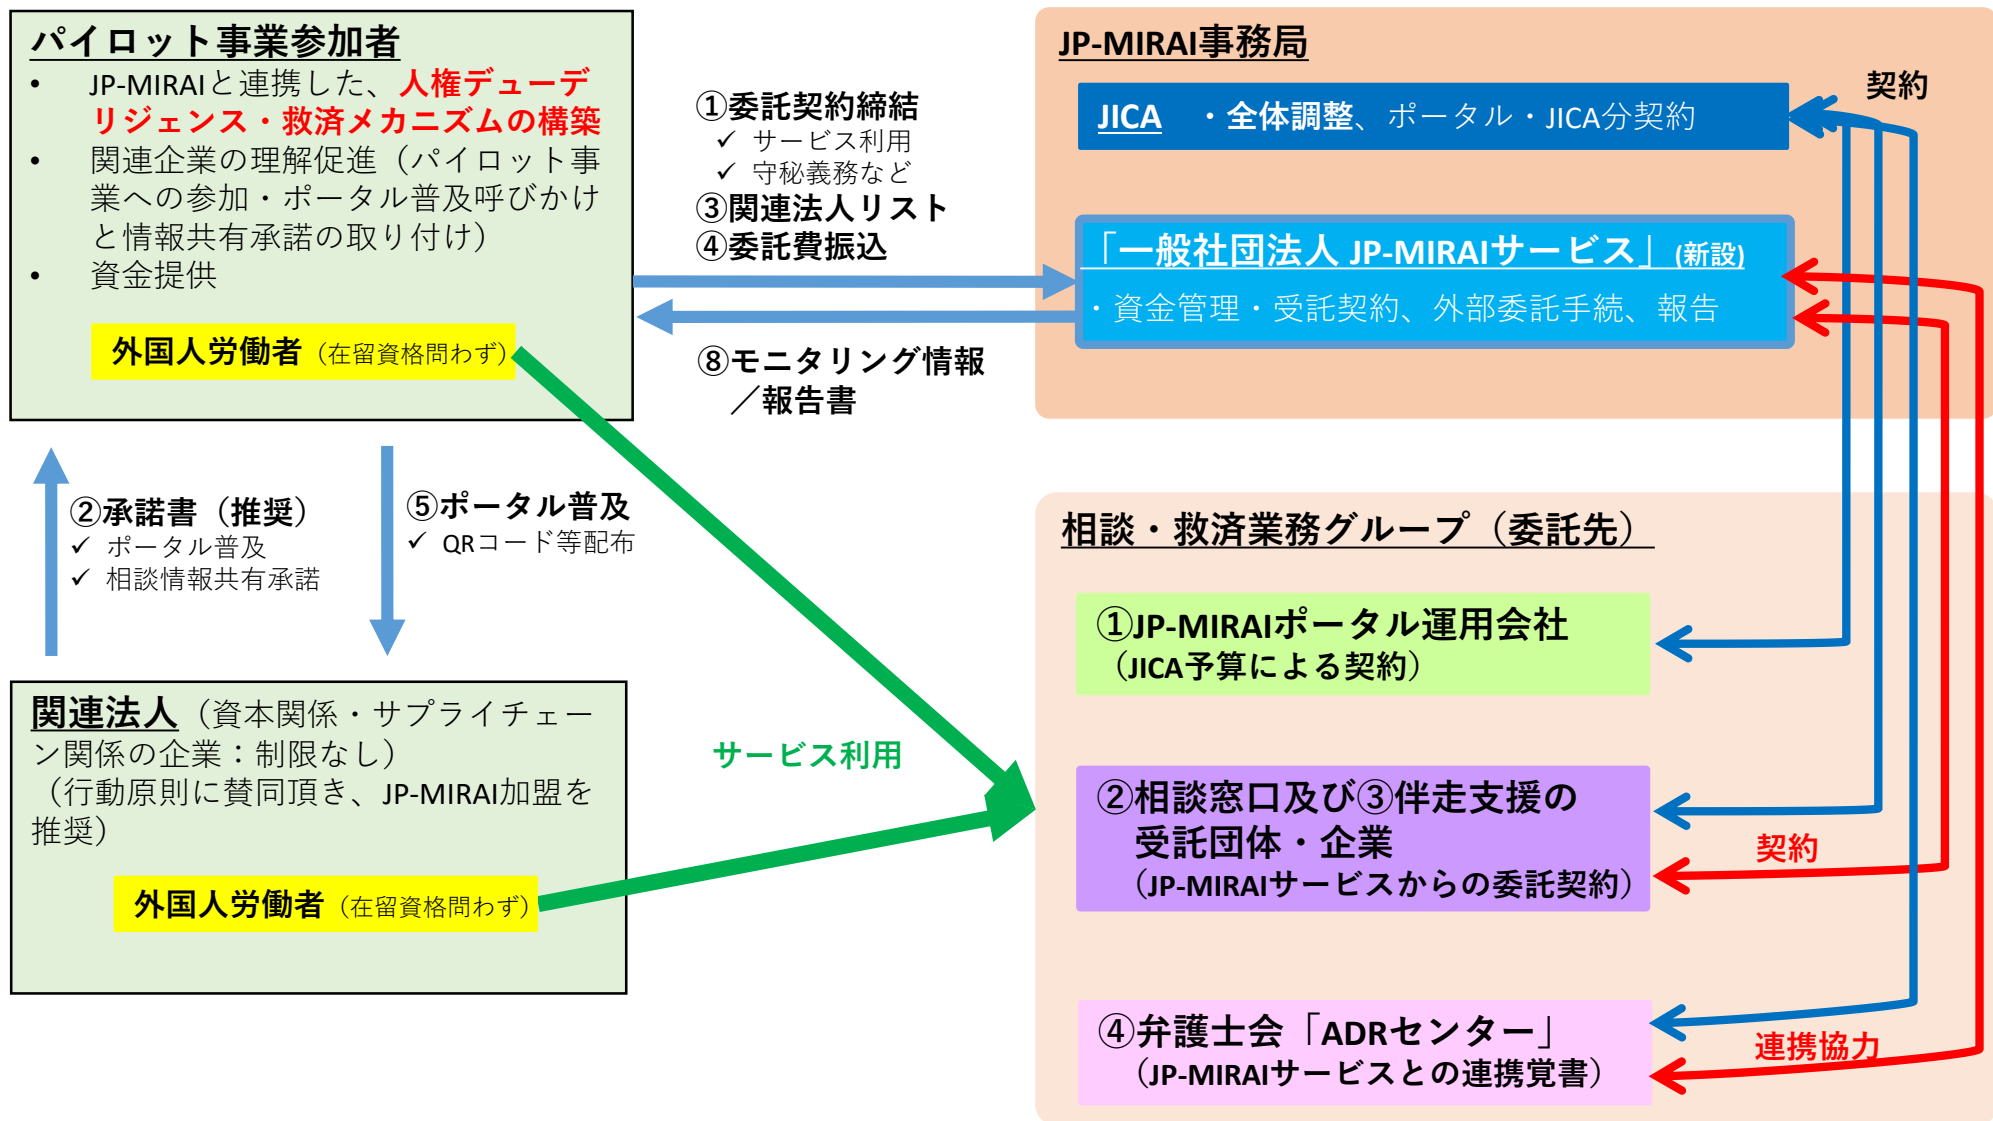 パイロット事業参加者
• JP-MIRAIと連携した、人権デューデ
リジェンス・救済メカニズムの構築
• 関連企業の理解促進（パイロット事
業への参加・ポータル普及呼びかけ
と情報共有承諾の取り付け）
• 資金提供
外国人労働者（在留資格問わず）
①委託契約締結
✓ サービス利用
✓ 守秘義務など
③関連法人リスト
④委託費振込
⑧モニタリング情報
／報告書
JP-MIRAI事務局
契約
JICA ・全体調整、ポータル・JICA分契約
「一般社団法人 JP-MIRAIサービス」(新設)
・資金管理・受託契約、外部委託手続、報告
②承諾書（推奨）
✓ ポータル普及
✓ 相談情報共有承諾
⑤ポータル普及
✓ QRコード等配布
関連法人（資本関係・サプライチェー
ン関係の企業：制限なし）
（行動原則に賛同頂き、JP-MIRAI加盟を
推奨）
外国人労働者（在留資格問わず）
サービス利用
相談・救済業務グループ（委託先）
①JP-MIRAIポータル運用会社
（JICA予算による契約）
②相談窓口及び③伴走支援の
受託団体・企業
（JP-MIRAIサービスからの委託契約）
契約
④弁護士会「ADRセンター」
（JP-MIRAIサービスとの連携覚書）
連携協力